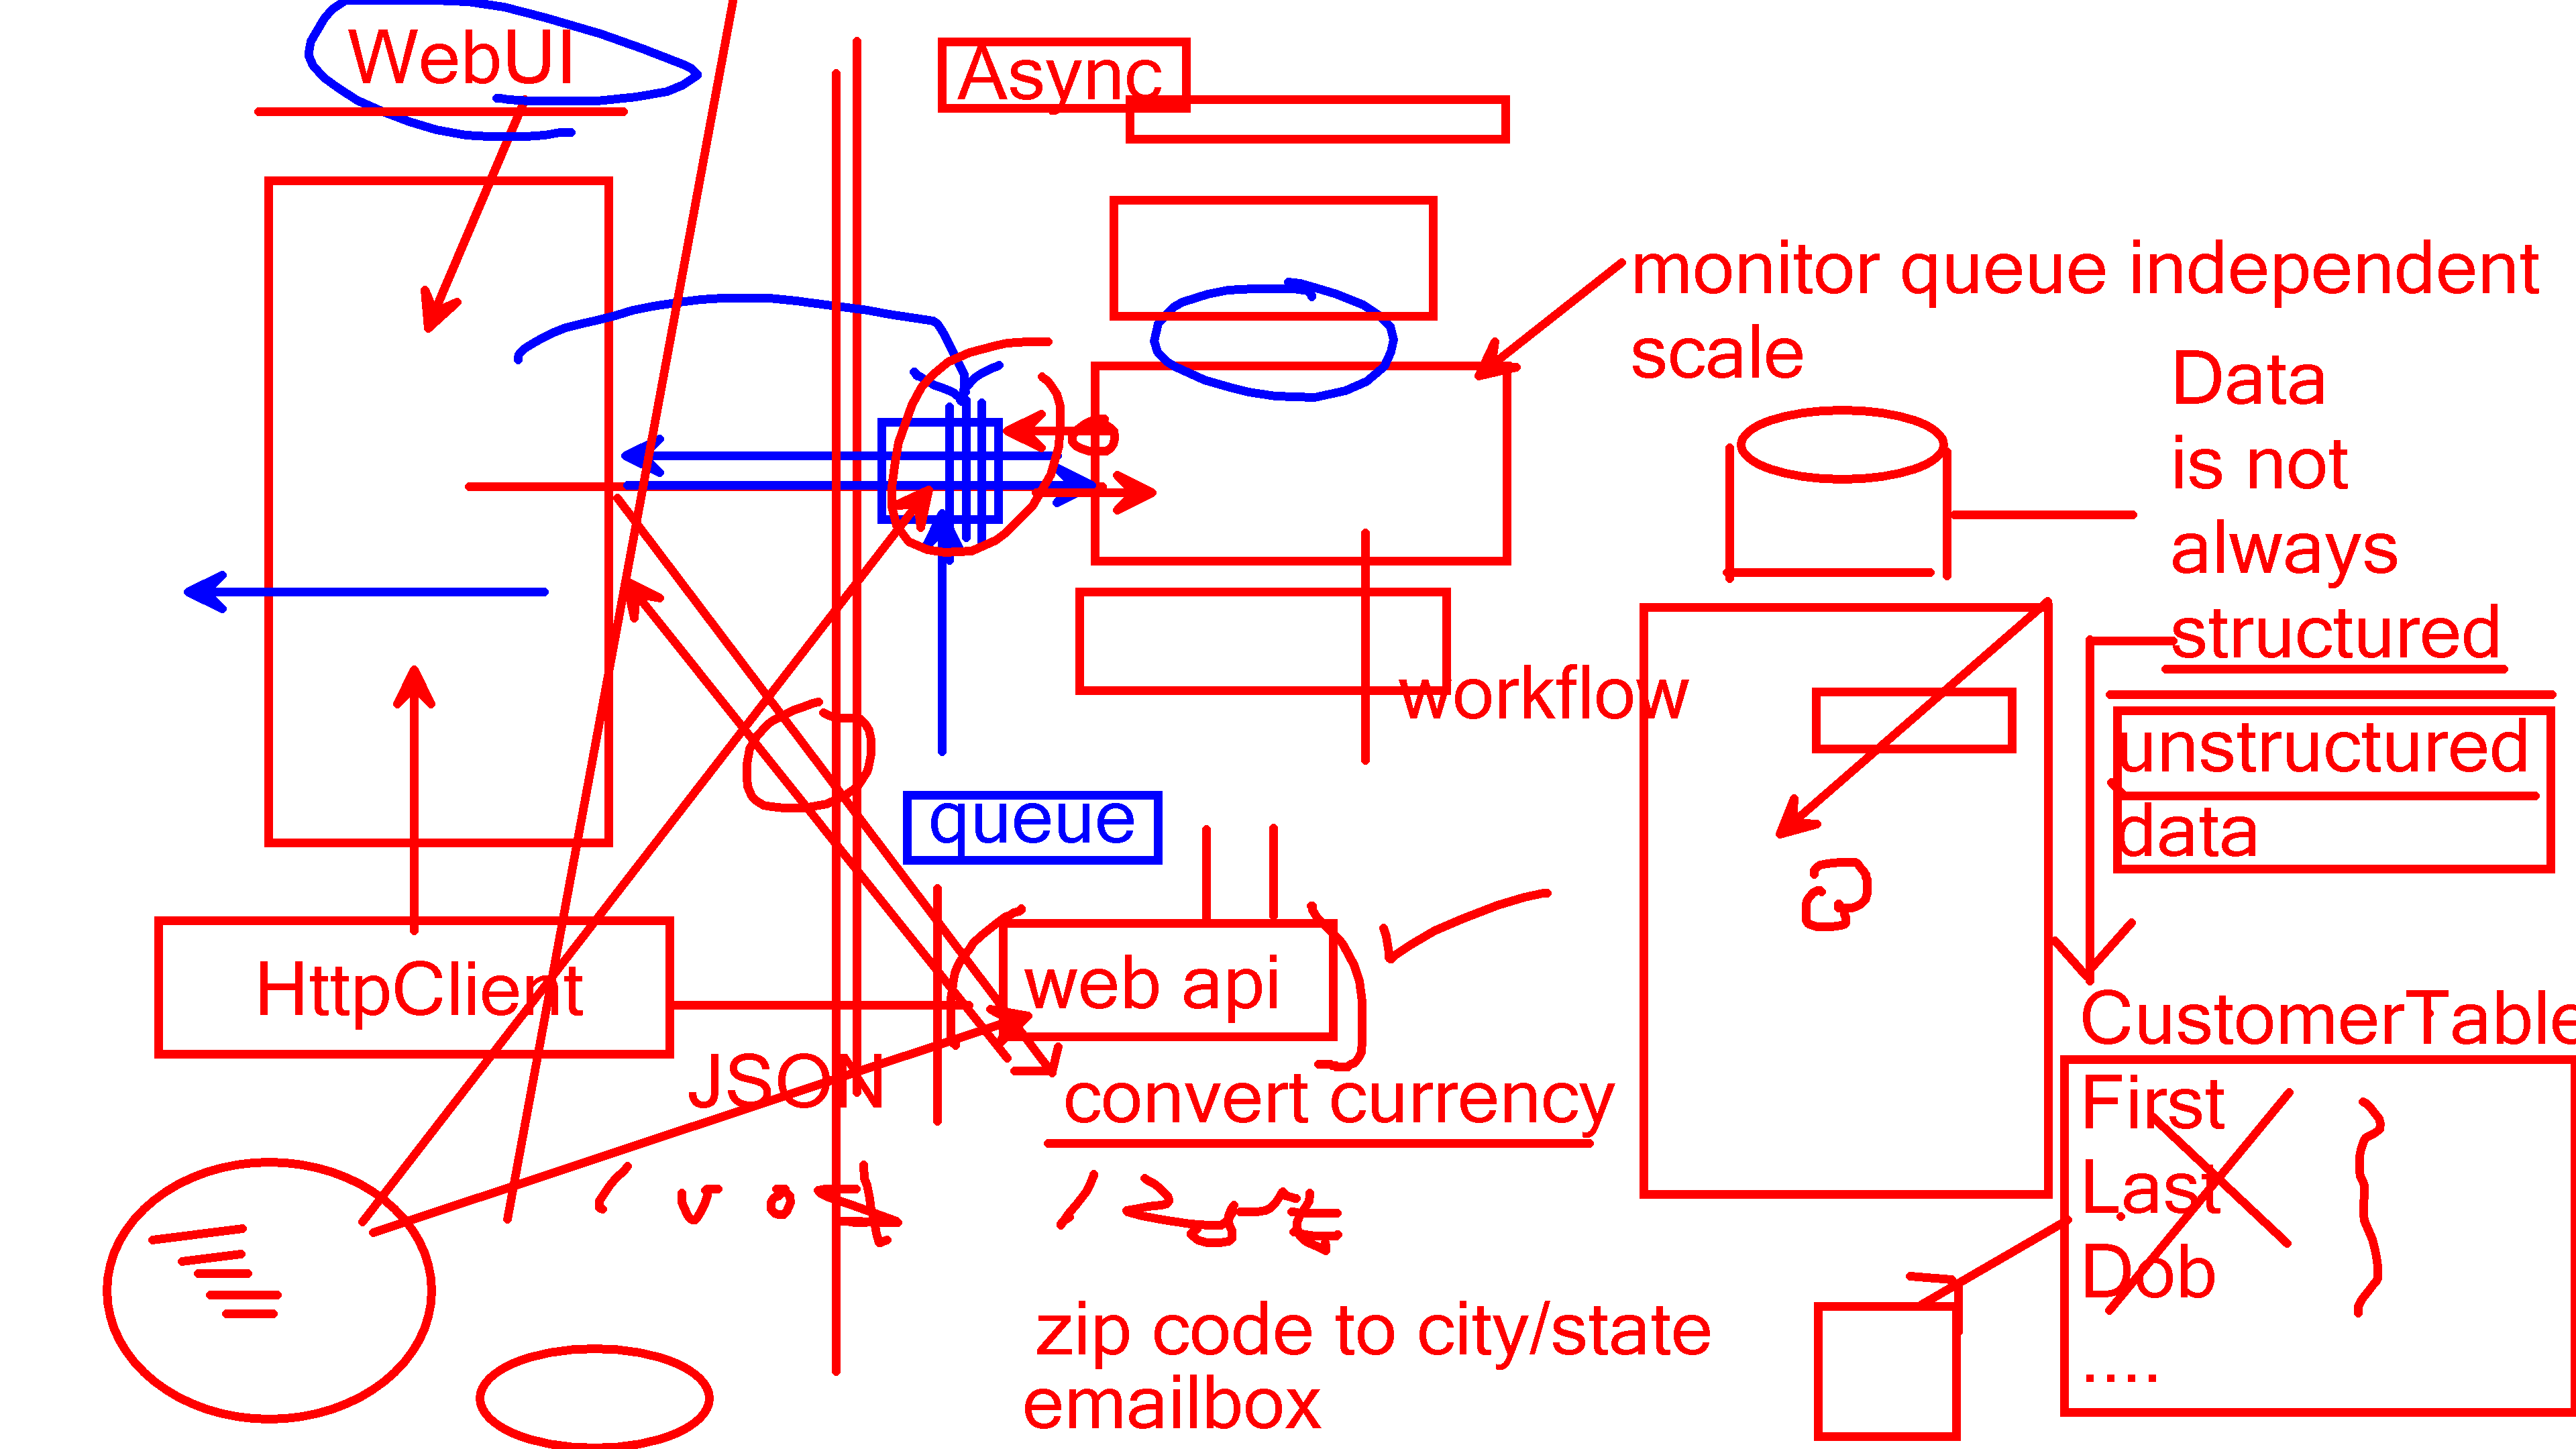 WebUI
Async
monitor queue independent
scale
Data
is not
always
structured
unstructured
data
workflow
queue
HttpClient
web api
JSON
convert currency
CustomerTable
First
Last
Dob
....
zip code to city/state
emailbox